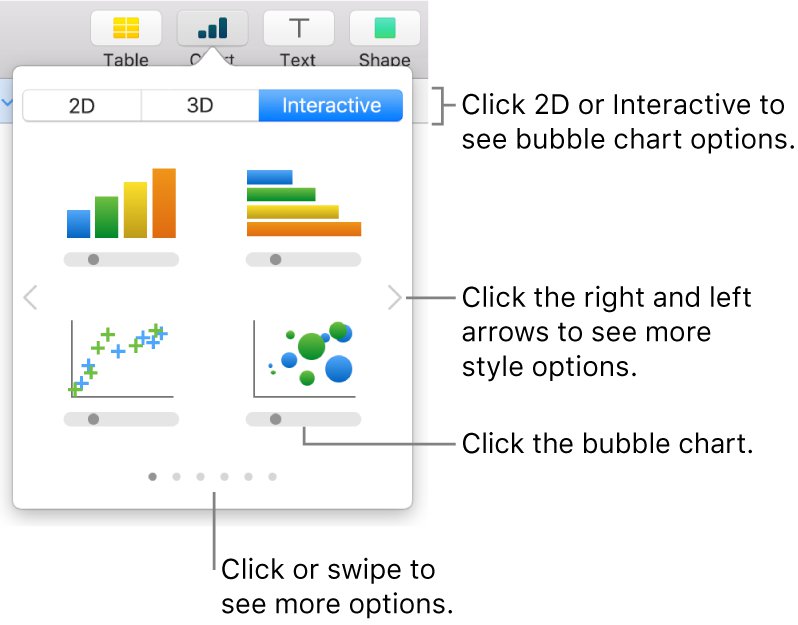 Table
Text
Shape
2D
3D
Interactive
Click 2D or Interactive to
see bubble chart options.
Click the right and left
arrows to see more
style options.
Click the bubble chart.
Click or swipe to
see more options.